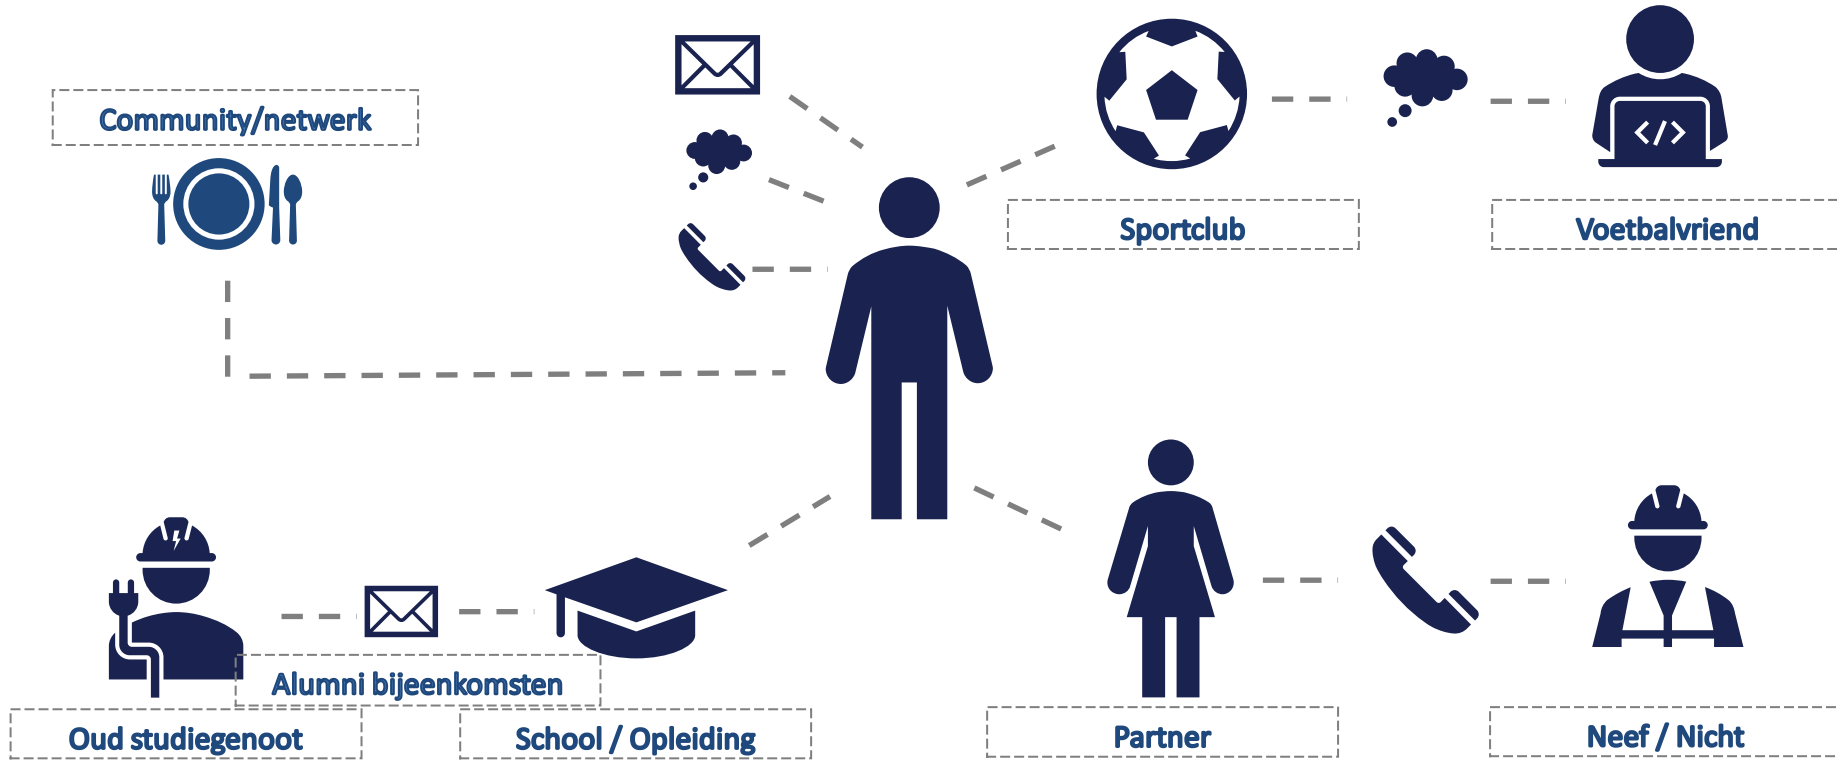 Community/netwerk
Sportclub
Voetbalvriend
</>
Alumni bijeenkomsten
Oud studiegenoot
School / Opleiding
Partner
Neef / Nicht